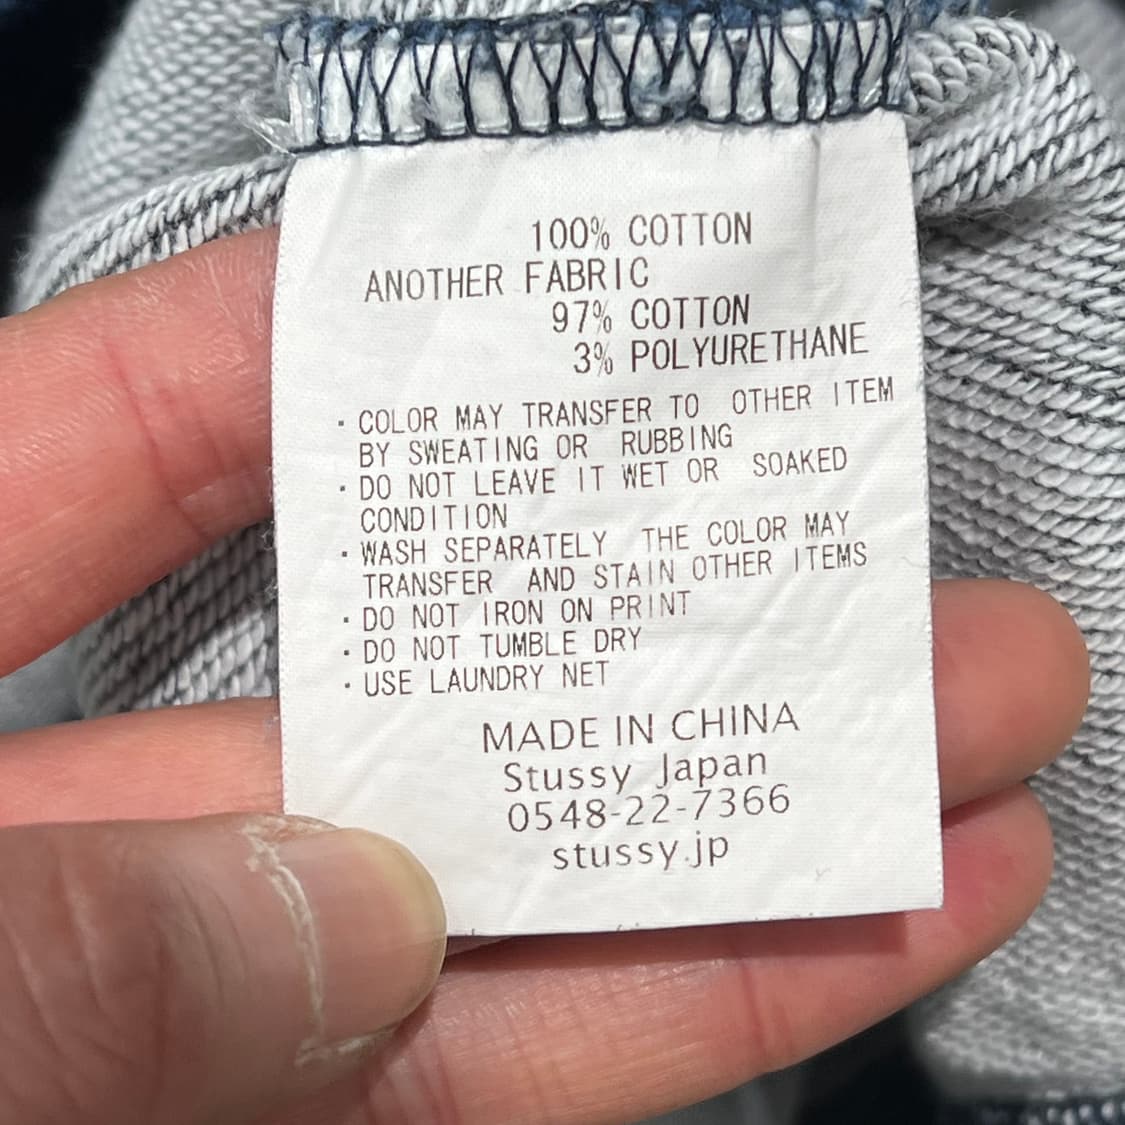 100% COTTON
ANOTHER FABRIC
97% COTTON
3% POLYURETHANE
· COLOR MAY TRANSFER TO OTHER ITEM
BY SWEATING OR RUBBING
· DO NOT LEAVE IT WET OR SOAKED
CONDITION
· WASH SEPARATELY THE COLOR MAY
TRANSFER AND STAIN OTHER ITEMS
· DO NOT IRON ON PRINT
· DO NOT TUMBLE DRY
· USE LAUNDRY NET
MADE IN CHINA
Stussy Japan
0548-22-7366
stussy.jp